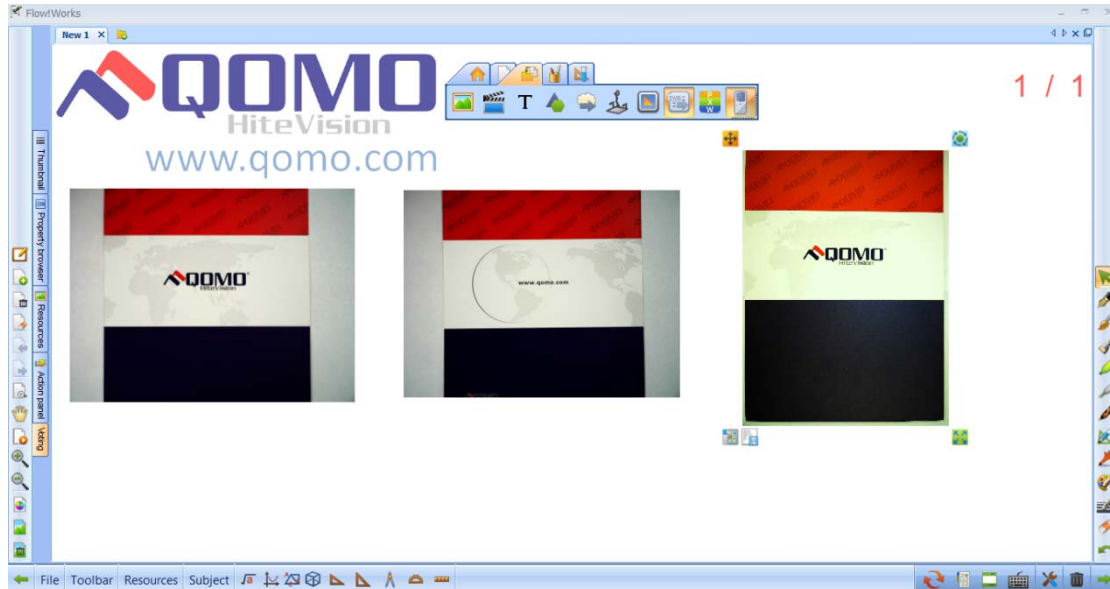 Flow!Works
New 1
QOMO
HiteVision
www.qomo.com
1 / 1
T
Thumbnail
Property browser
Resources
Action panel
Voting
QOMO
HiteVision
www.qomo.com
QOMO
HiteVision
File Toolbar Resources Subject